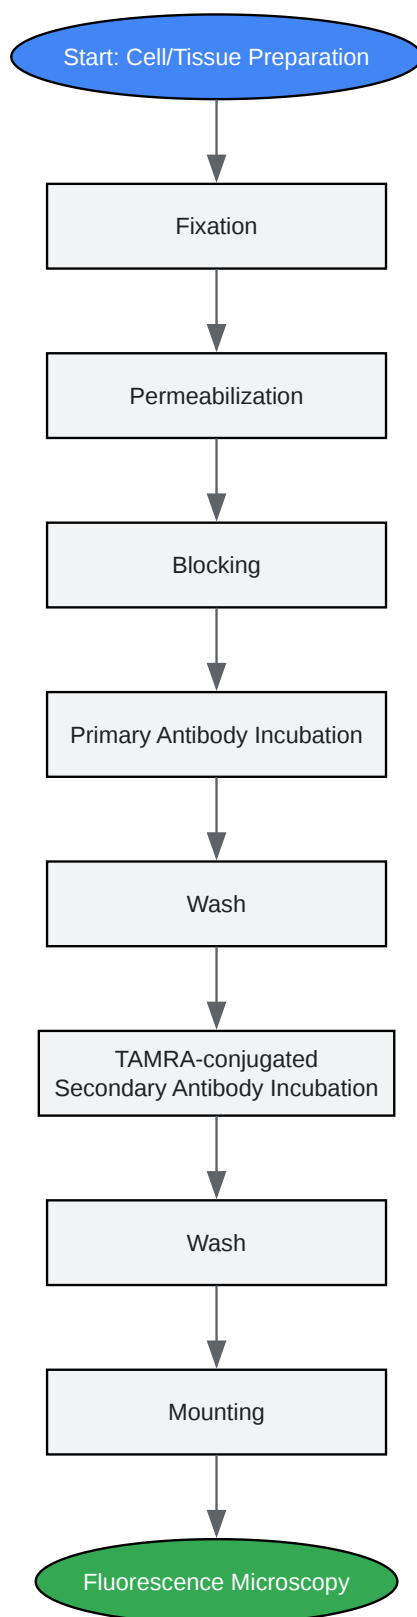 Start: Cell/Tissue Preparation
Fixation
Permeabilization
Blocking
Primary Antibody Incubation
Wash
TAMRA-conjugated
Secondary Antibody Incubation
Wash
Mounting
Fluorescence Microscopy